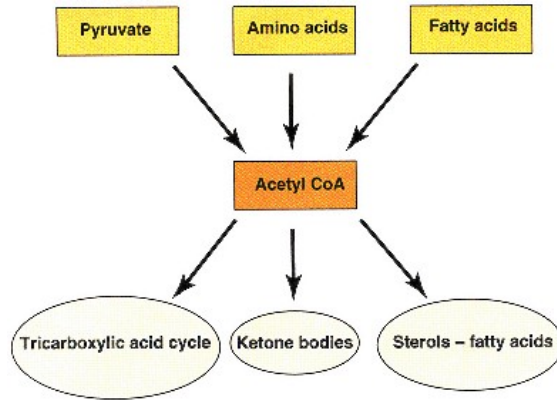 Pyruvate
Amino acids
Fatty acids
Acetyl CoA
Tricarboxylic acid cycle
Ketone bodies
Sterols – fatty acids